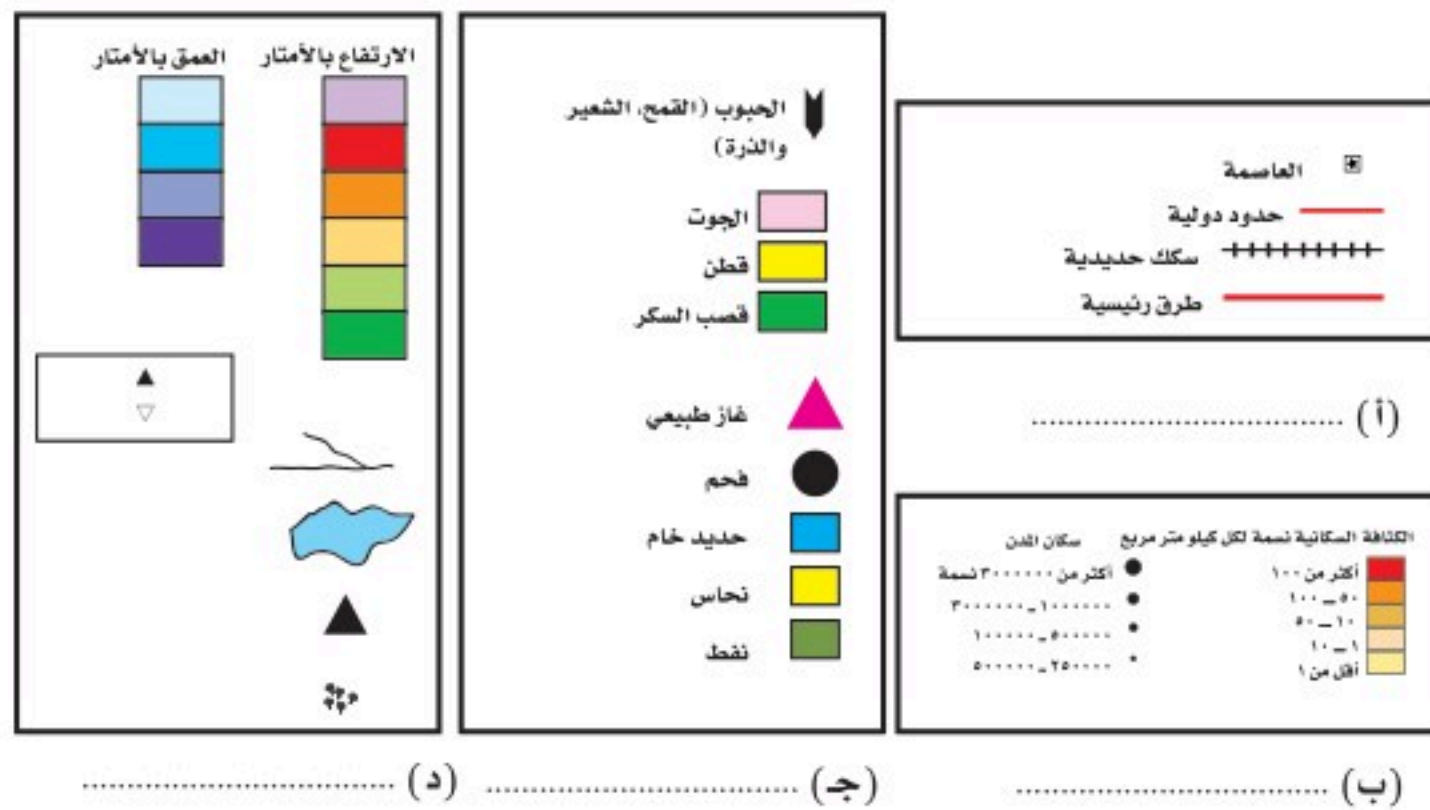 العاصمة
حدود دولية
سكك حديدية
طرق رئيسية
(أ) ................................
الكثافة السكانية نسمة لكل كيلو متر مربع
أكثر من ١٠٠
٥٠ – ١٠٠
١٠ – ٥٠
١ – ١٠
أقل من ١
سكان المدن
أكثر من ٣٠٠٠٠٠٠ نسمة
١٠٠٠٠٠٠ – ٣٠٠٠٠٠٠
٥٠٠٠٠٠ – ١٠٠٠٠٠
٢٥٠٠٠٠ – ٥٠٠٠٠٠
(ب) ................................
الحبوب (القمح، الشعير
والذرة)
الجوت
قطن
قصب السكر
غاز طبيعي
فحم
حديد خام
نحاس
نفط
(جـ) ................................
الارتفاع بالأمتار
العمق بالأمتار
(د) ................................